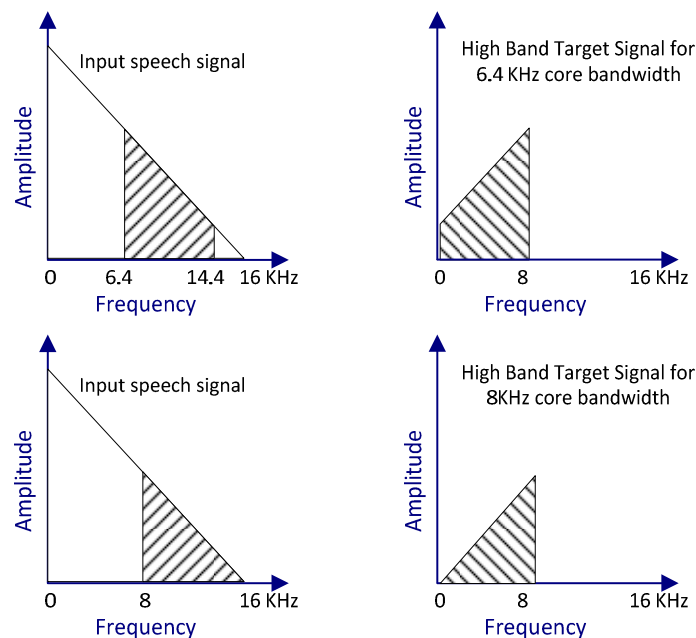 Input speech signal
Amplitude
0
6.4
14.4
16 KHz
Frequency
High Band Target Signal for
6.4 KHz core bandwidth
Amplitude
0
8
16 KHz
Frequency
Input speech signal
Amplitude
0
8
16 KHz
Frequency
High Band Target Signal for
8KHz core bandwidth
Amplitude
0
8
16 KHz
Frequency